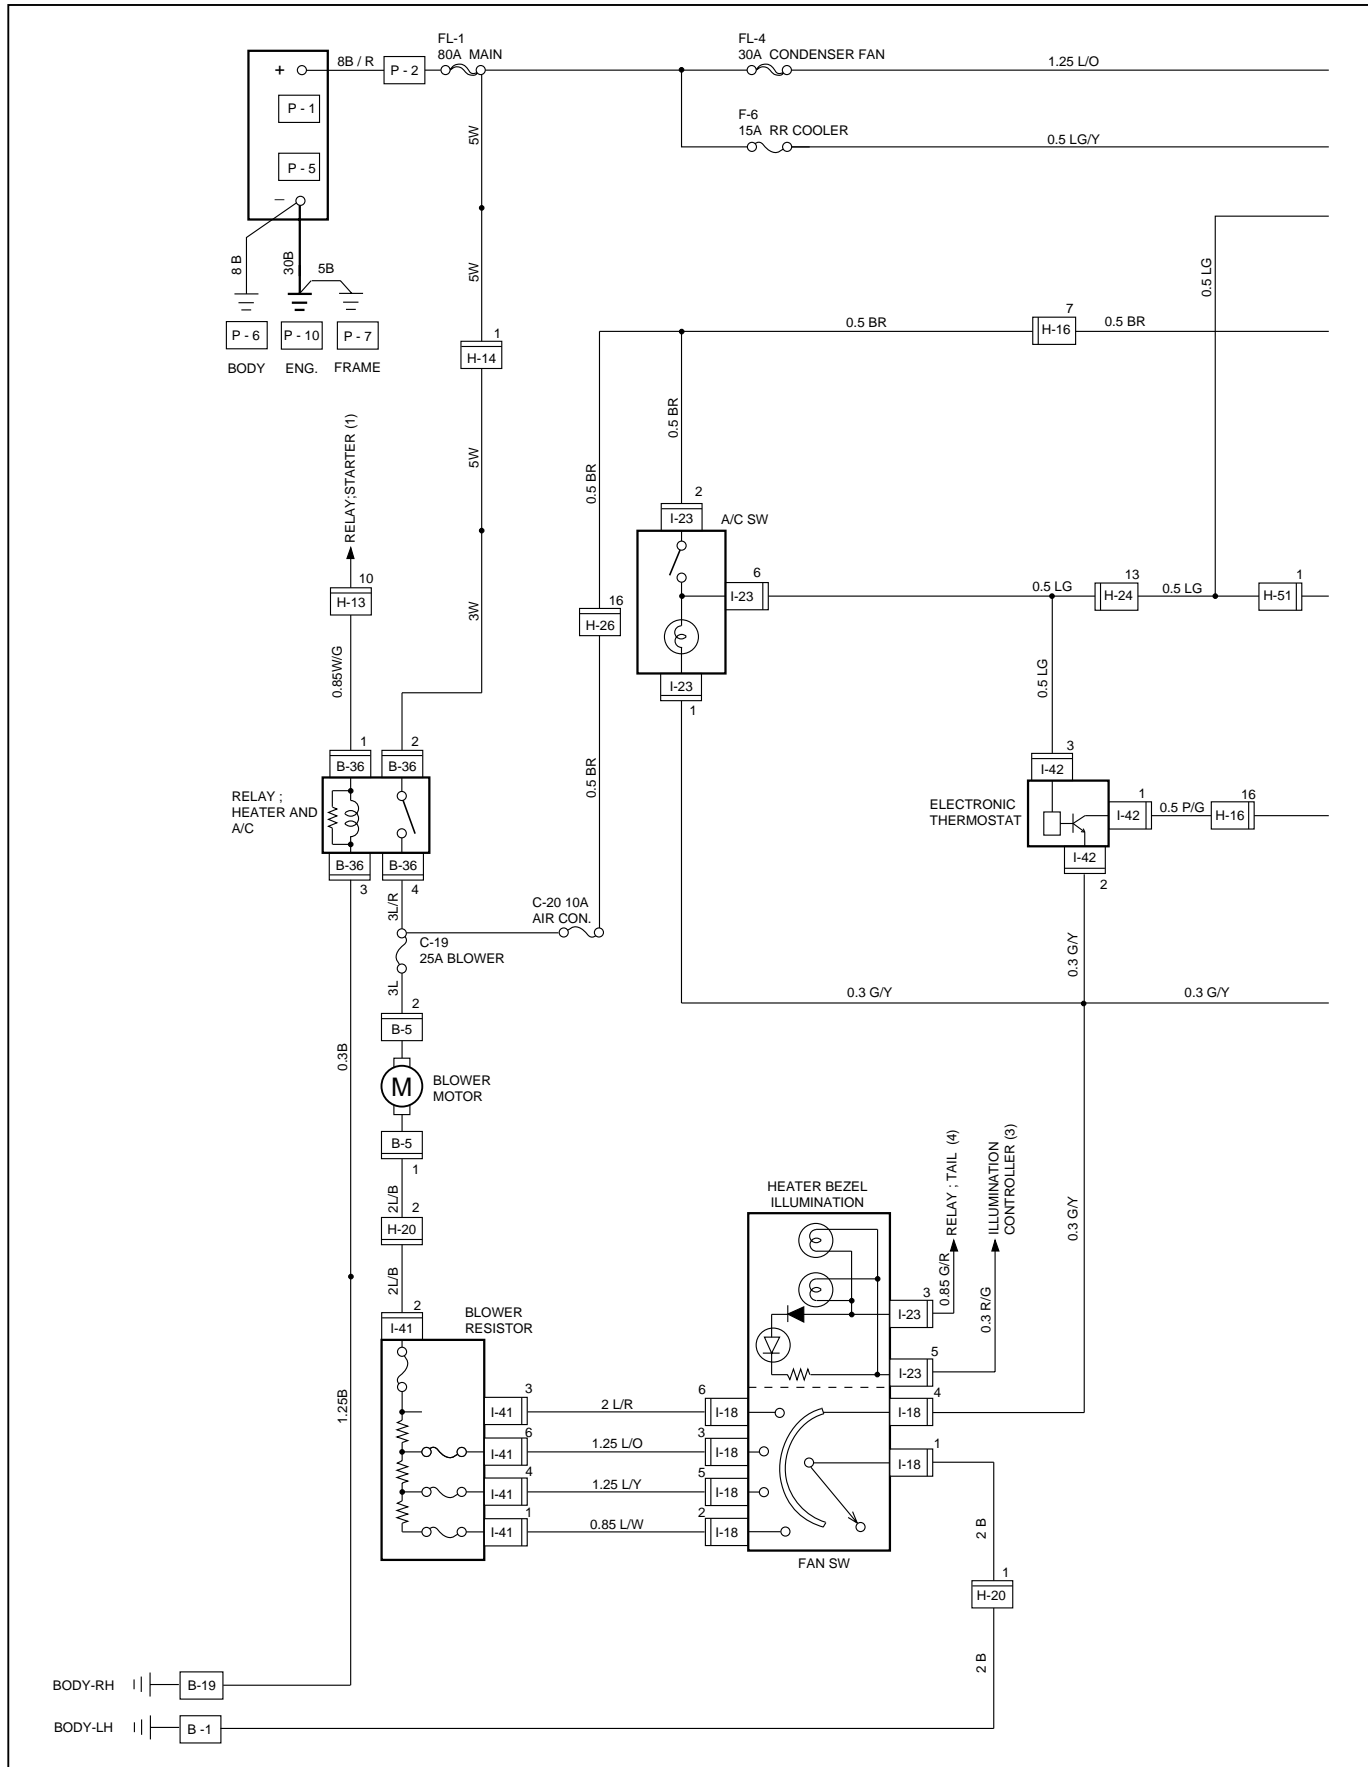 FL-1
80A MAIN
FL-4
30A CONDENSER FAN
8B / R
P - 2
1.25 L/O
+
P - 1
F-6
15A RR COOLER
0.5 LG/Y
5W
P - 5
–
8 B
30B
5B
5W
0.5 LG
P - 6
P - 10
P - 7
BODY
ENG.
FRAME
1
H-14
0.5 BR
7
H-16
0.5 BR
RELAY;STARTER (1)
5W
0.5 BR
0.5 BR
2
I-23
A/C SW
10
H-13
3W
16
H-26
6
I-23
0.5 LG
13
H-24
0.5 LG
1
H-51
0.85W/G
I-23
1
0.5 LG
1
B-36
2
B-36
0.5 BR
3
I-42
RELAY ;
HEATER AND
A/C
ELECTRONIC
THERMOSTAT
1
I-42
0.5 P/G
16
H-16
B-36
3
B-36
4
I-42
2
3L/R
C-20 10A
AIR CON.
C-19
25A BLOWER
0.3 G/Y
3L
0.3 G/Y
0.3 G/Y
2
B-5
0.3B
M
BLOWER
MOTOR
B-5
1
RELAY ; TAIL (4)
ILLUMINATION
CONTROLLER (3)
HEATER BEZEL
ILLUMINATION
2L/B
2
H-20
0.3 G/Y
2L/B
0.85 G/R
0.3 R/G
2
I-41
BLOWER
RESISTOR
3
I-23
5
I-23
1.25B
3
I-41
2 L/R
6
I-18
4
I-18
6
I-41
1.25 L/O
3
I-18
1
I-18
4
I-41
1.25 L/Y
5
I-18
1
I-41
0.85 L/W
2
I-18
2 B
FAN SW
1
H-20
2 B
BODY-RH
B-19
BODY-LH
B -1